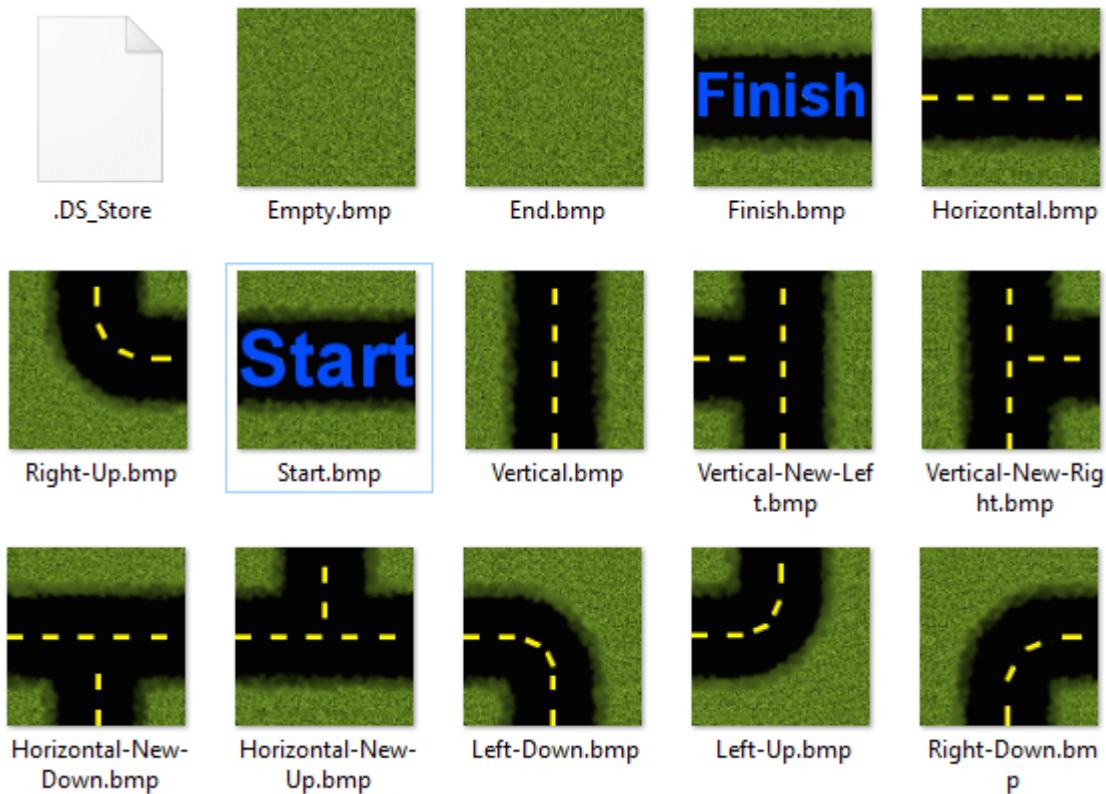 Finish
.DS_Store
Empty.bmp
End.bmp
Finish.bmp
Horizontal.bmp
Start
Right-Up.bmp
Start.bmp
Vertical.bmp
Vertical-New-Lef
t.bmp
Vertical-New-Rig
ht.bmp
Horizontal-New-
Down.bmp
Horizontal-New-
Up.bmp
Left-Down.bmp
Left-Up.bmp
Right-Down.bm
p